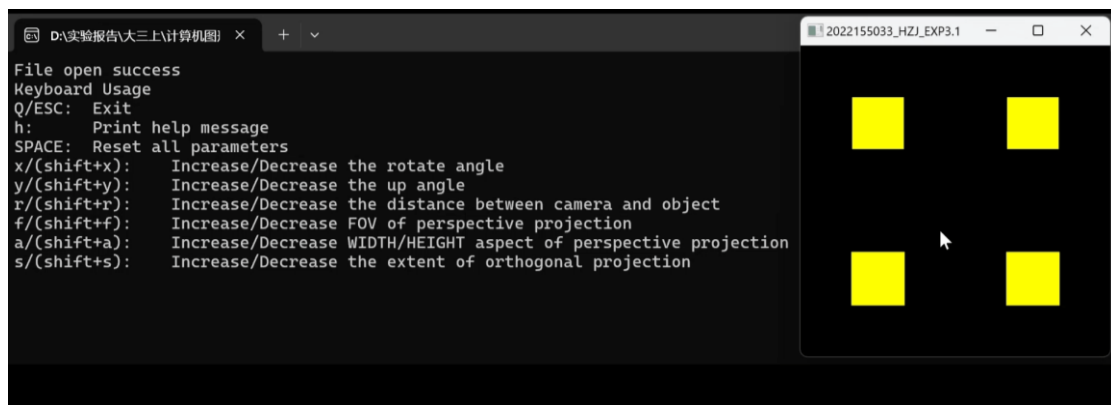 D:\实验报告\大三上\计算机图
2022155033_HZJ_EXP3.1
File open success
Keyboard Usage
Q/ESC: Exit
h: Print help message
SPACE: Reset all parameters
x/(shift+x): Increase/Decrease the rotate angle
y/(shift+y): Increase/Decrease the up angle
r/(shift+r): Increase/Decrease the distance between camera and object
f/(shift+f): Increase/Decrease FOV of perspective projection
a/(shift+a): Increase/Decrease WIDTH/HEIGHT aspect of perspective projection
s/(shift+s): Increase/Decrease the extent of orthogonal projection